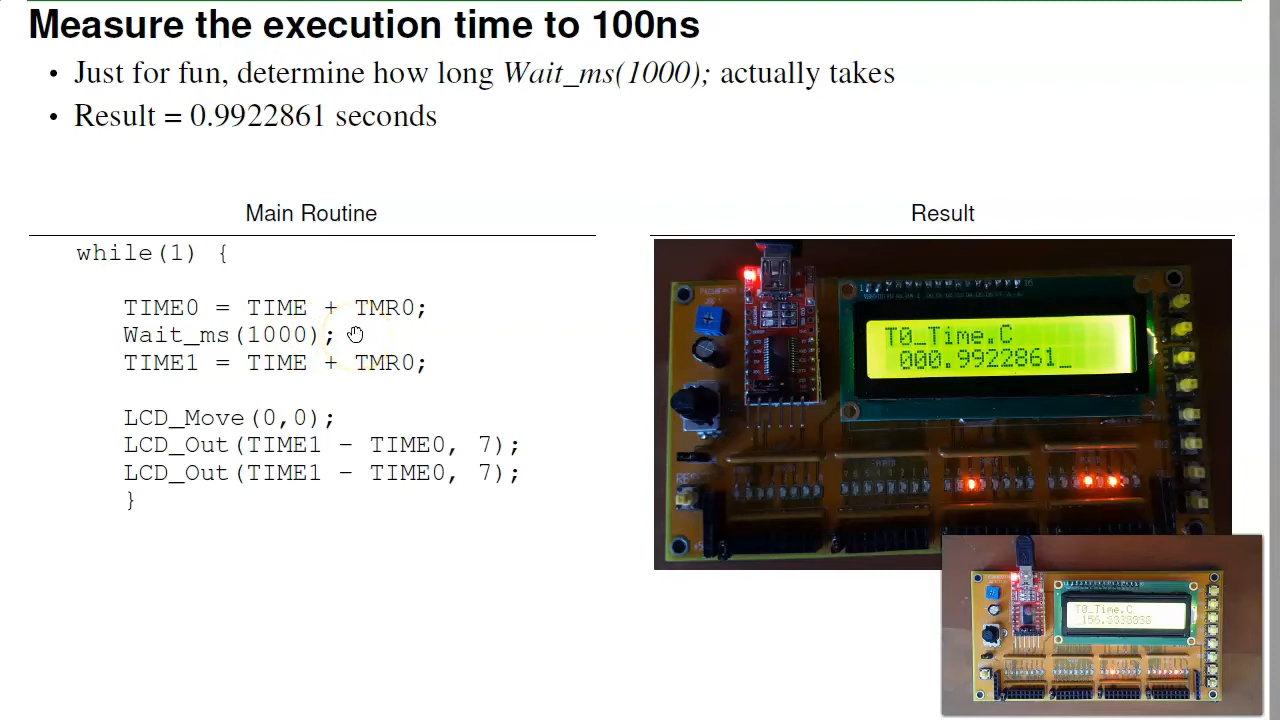 Measure the execution time to 100ns
• Just for fun, determine how long Wait_ms(1000); actually takes
• Result = 0.9922861 seconds
Main Routine
while(1) {
TIME0 = TIME + TMR0;
Wait_ms(1000);
TIME1 = TIME + TMR0;
LCD_Move(0,0);
LCD_Out(TIME1 - TIME0, 7);
LCD_Out(TIME1 - TIME0, 7);
}
Result
T0_Time.C
000.9922861_
T0_Time.C